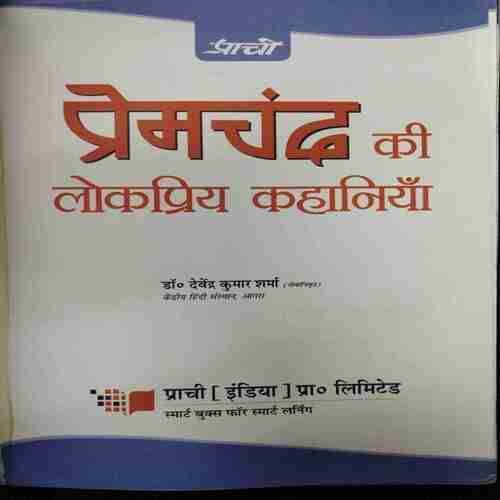 प्राची
प्रेमचंद की
लोकप्रिय कहानियाँ
डॉ० देवेंद्र कुमार शर्मा (सेवानिवृत्त)
केंद्रीय हिंदी संस्थान, आगरा
प्राची [ इंडिया ] प्रा० लिमिटेड
स्मार्ट बुक्स फॉर स्मार्ट लर्निंग